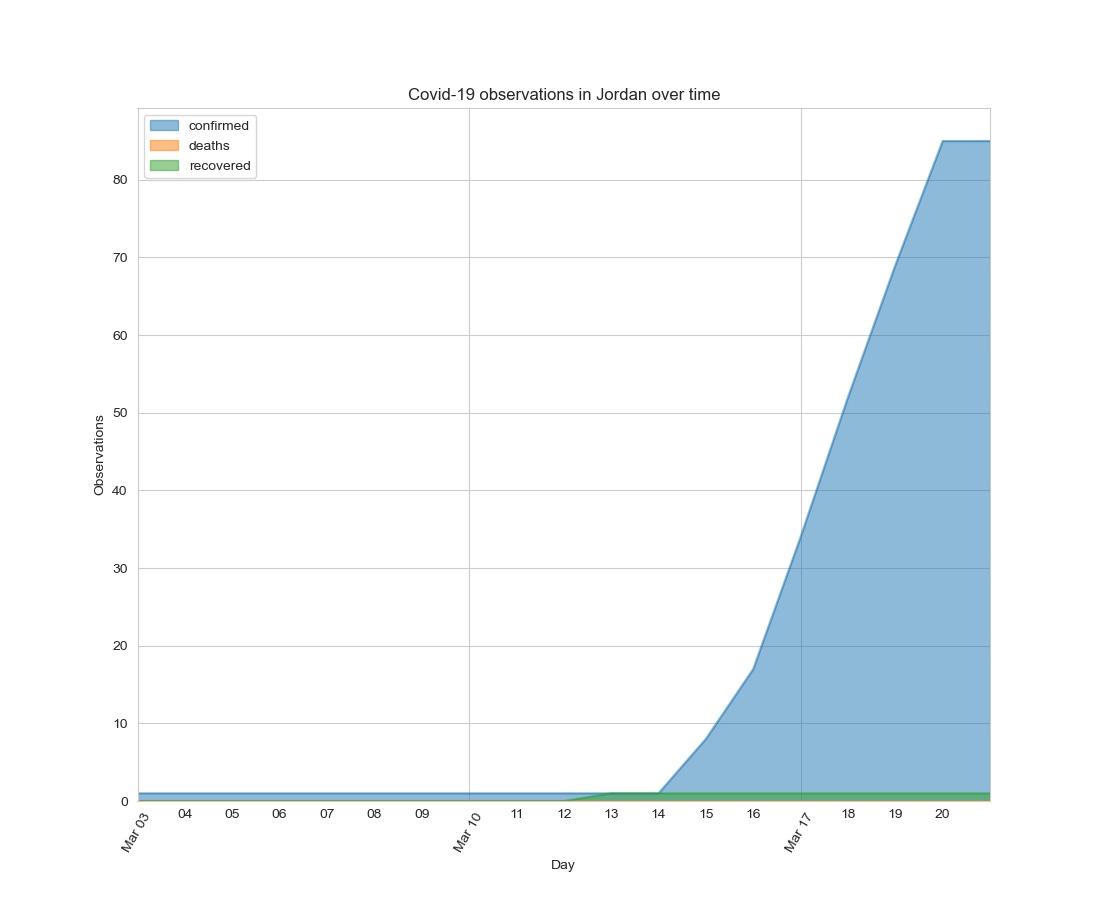 Covid-19 observations in Jordan over time
confirmed
deaths
recovered
80
70
60
50
40
30
20
10
0
Observations
Mar 03 04 05 06 07 08 09 Mar 10 11 12 13 14 15 16 Mar 17 18 19 20
Day